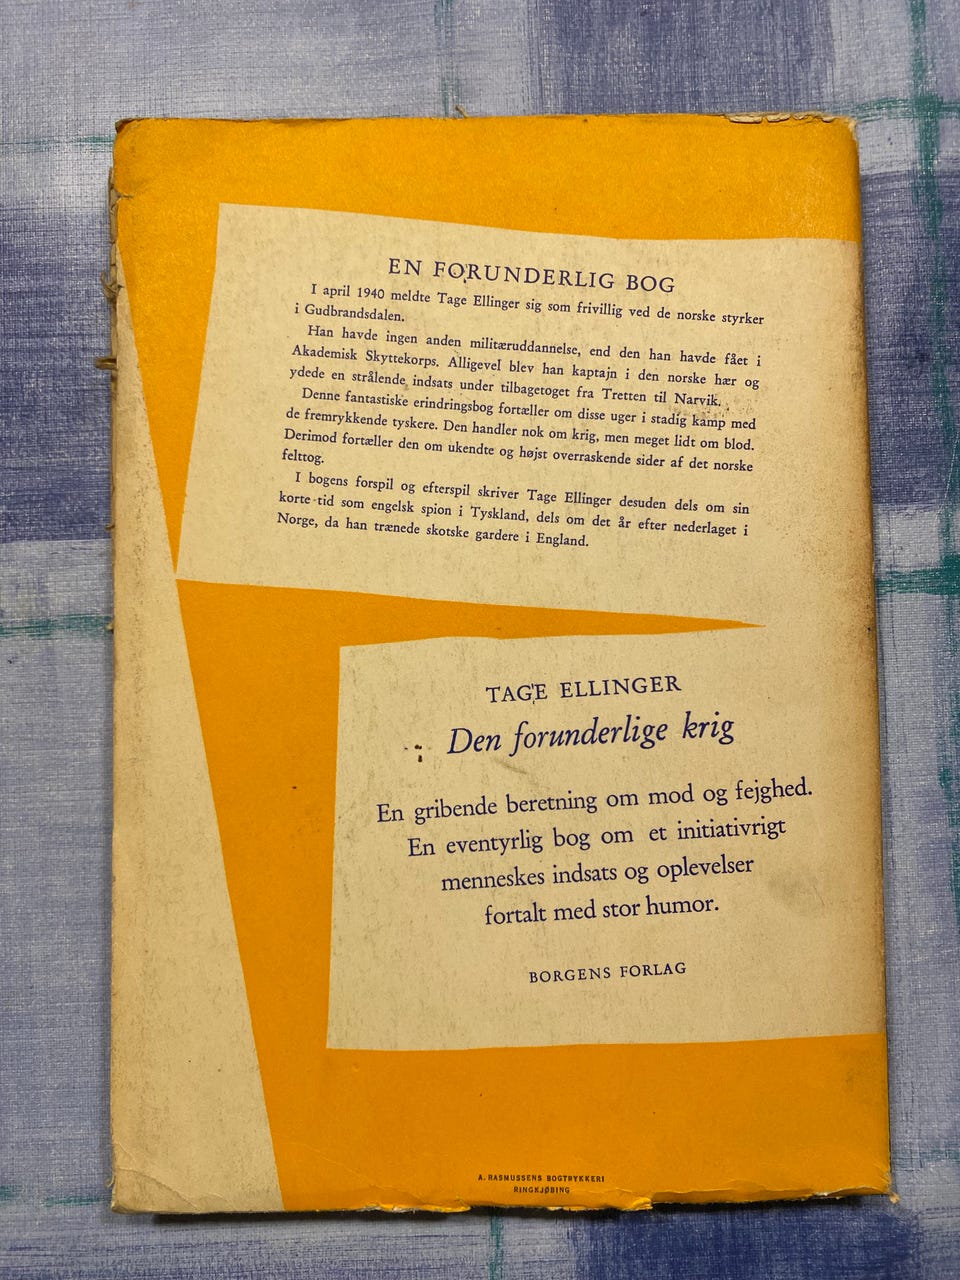 EN FORUNDERLIG BOG
I april 1940 meldte Tage Ellinger sig som frivillig ved de norske styrker
i Gudbrandsdalen.
Han havde ingen anden militæruddannelse, end den han havde fået i
Akademisk Skyttekorps. Alligevel blev han kaptajn i den norske hær og
ydede en strålende indsats under tilbagetoget fra Tretten til Narvik.
Denne fantastiske erindringsbog fortæller om disse uger i stadig kamp med
de fremrykkende tyskere. Den handler nok om krig, men meget lidt om blod.
Derimod fortæller den om ukendte og højst overraskende sider af det norske
felttog.
I bogens forspil og efterspil skriver Tage Ellinger desuden dels om sin
korte tid som engelsk spion i Tyskland, dels om det år efter nederlaget i
Norge, da han trænede skotske gardere i England.
TAGE ELLINGER
Den forunderlige krig
En gribende beretning om mod og fejghed.
En eventyrlig bog om et initiativrigt
menneskes indsats og oplevelser
fortalt med stor humor.
BORGENS FORLAG
A. RASMUSSENS BOGTRYKKERI
RINGKJØBING